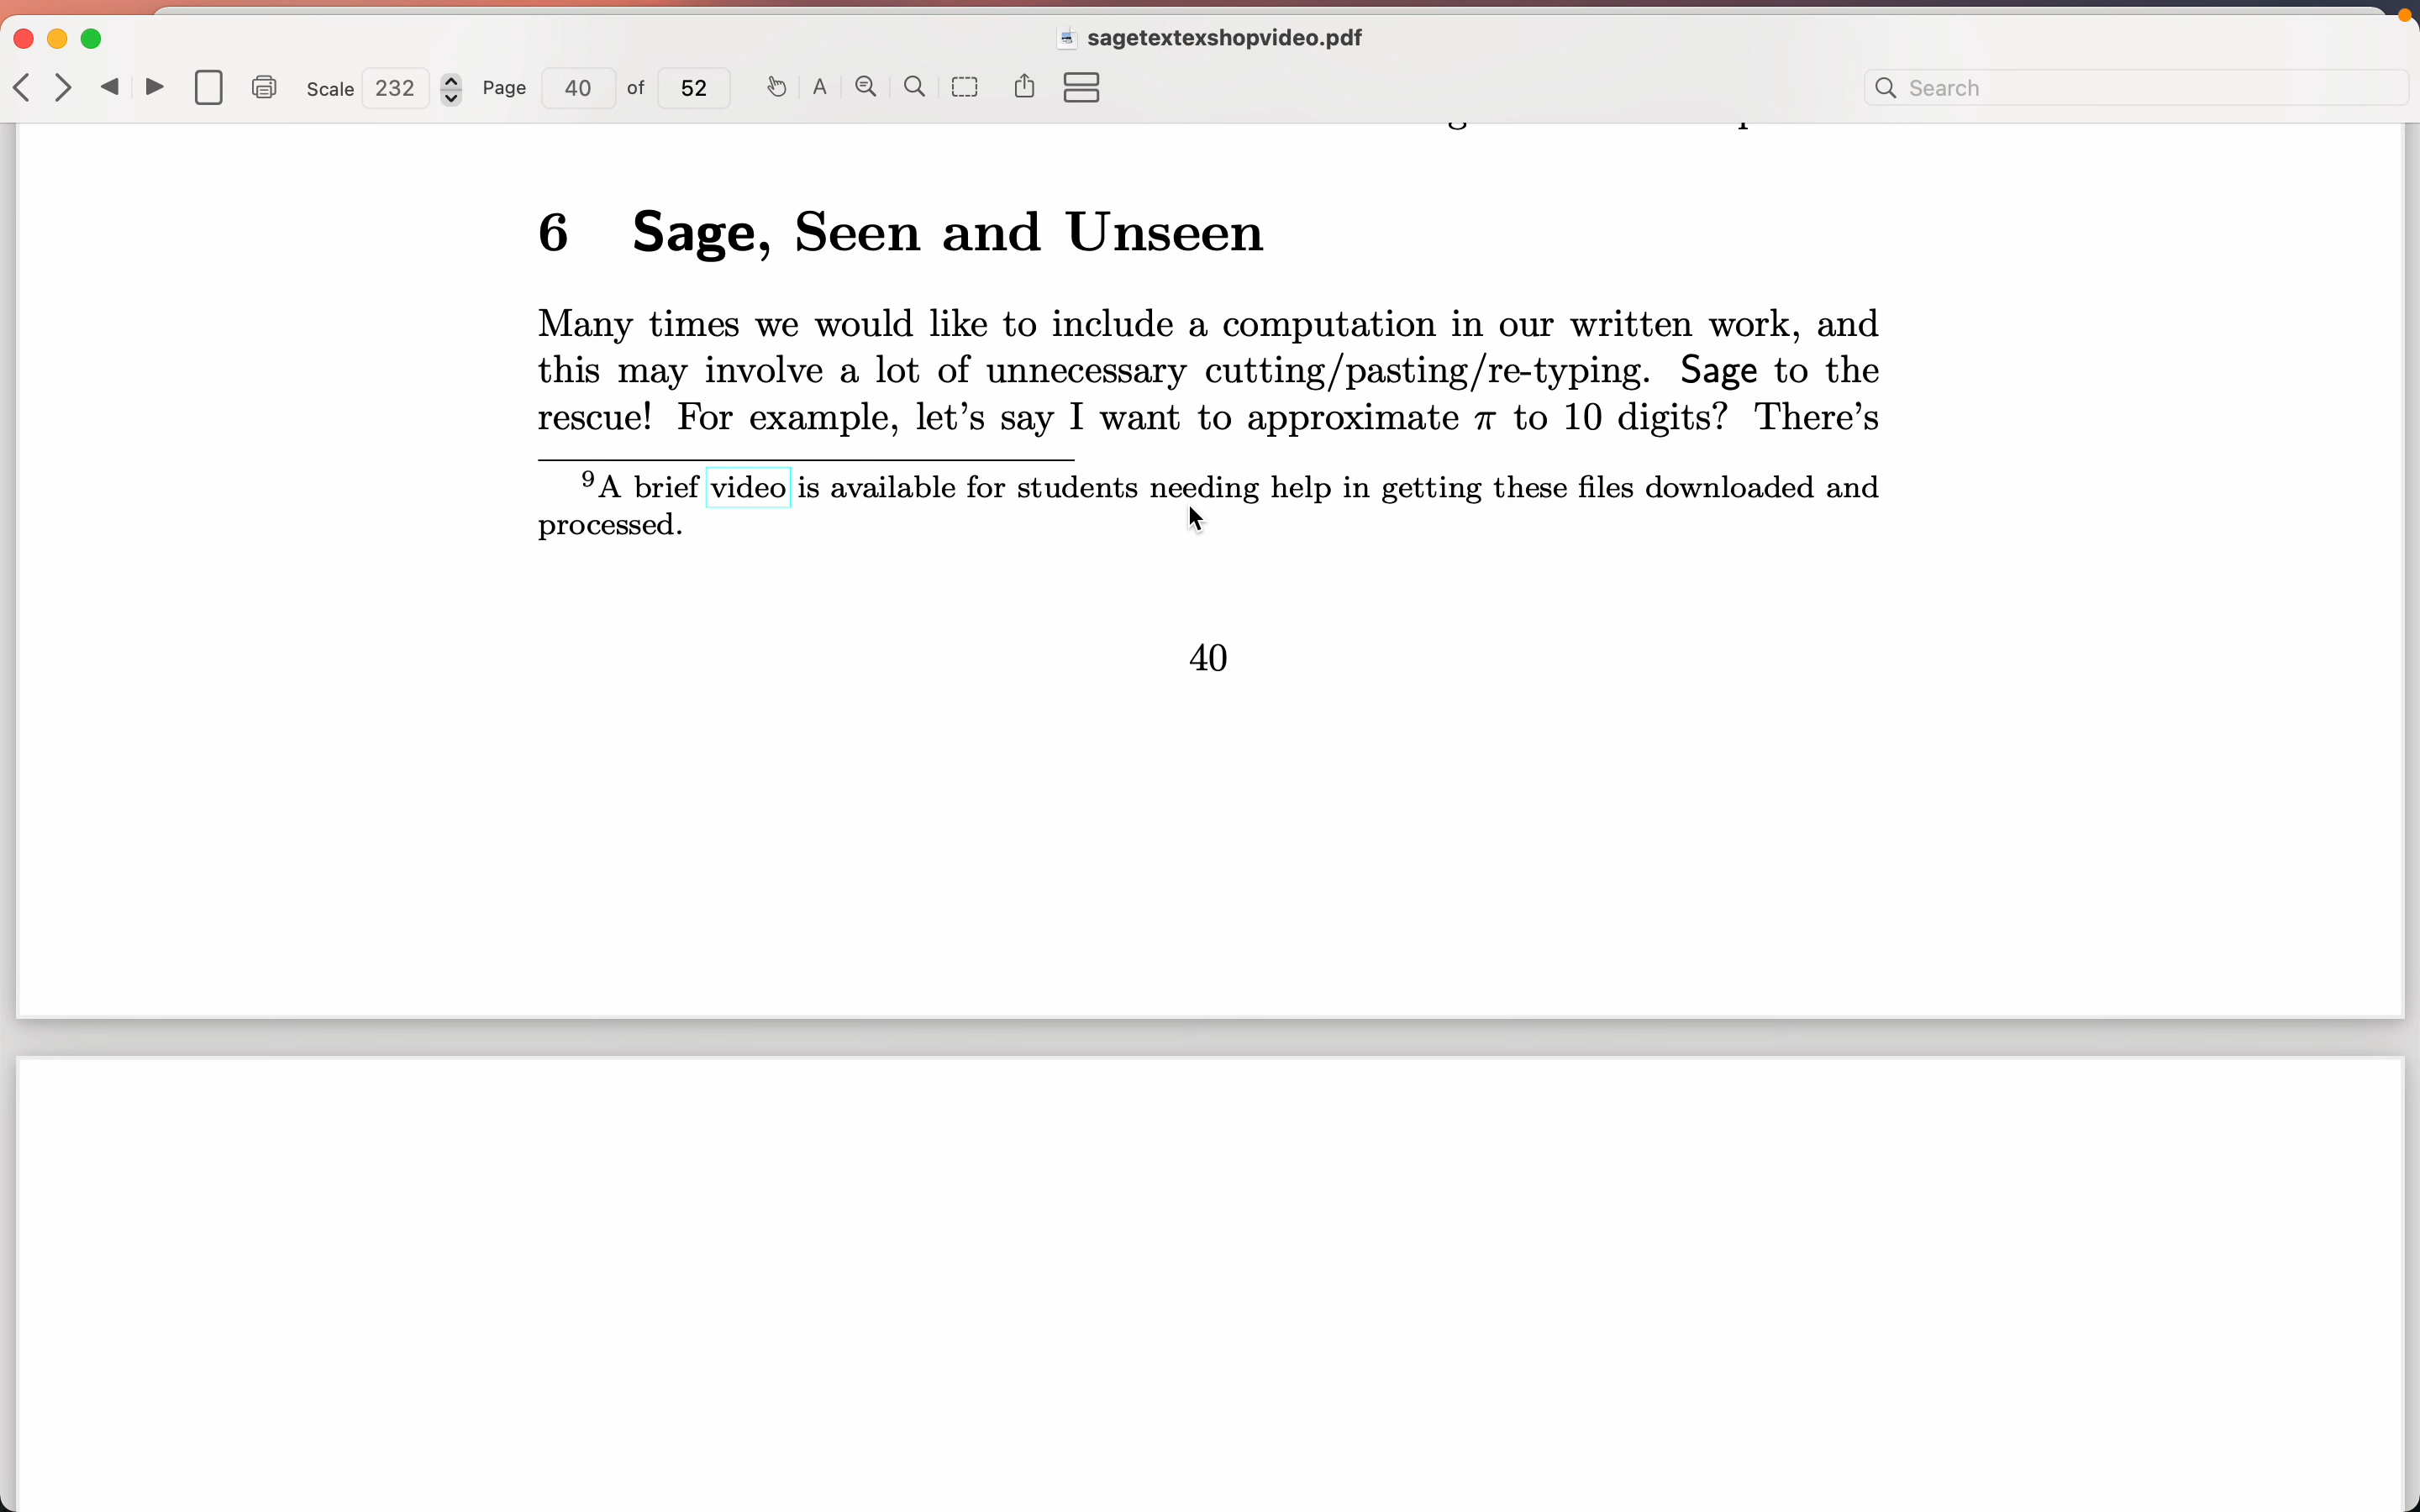 sagetextexshopvideo.pdf
Scale 232 Page 40 of 52 A Search
6 Sage, Seen and Unseen
Many times we would like to include a computation in our written work, and
this may involve a lot of unnecessary cutting/pasting/re-typing. Sage to the
rescue! For example, let's say I want to approximate π to 10 digits? There's
⁹A brief video is available for students needing help in getting these files downloaded and
processed.
40